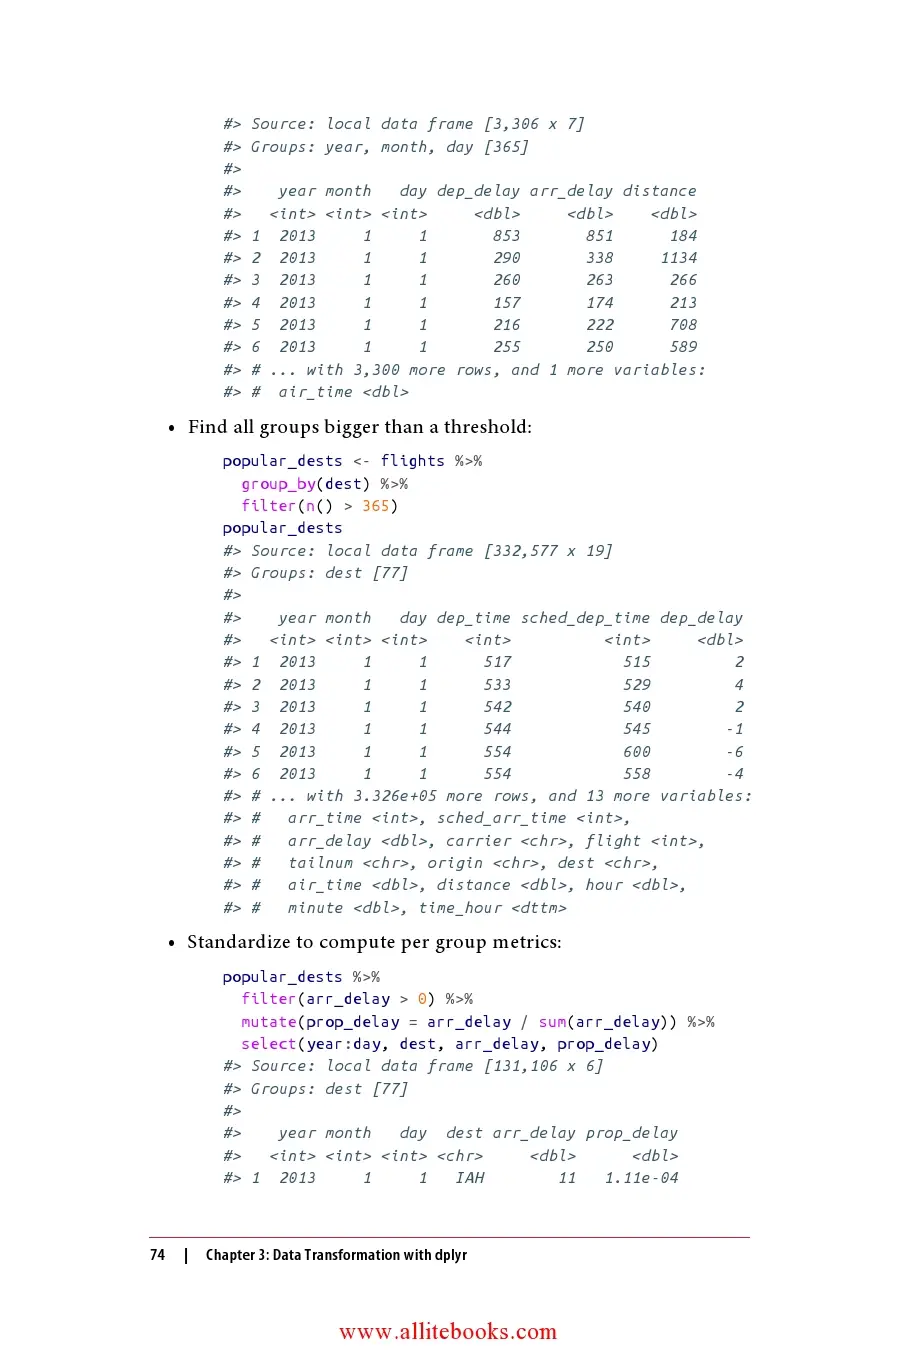 #> Source: local data frame [3,306 x 7]
#> Groups: year, month, day [365]
#>
#>    year month   day dep_delay arr_delay distance
#>   <int> <int> <int>     <dbl>     <dbl>    <dbl>
#> 1  2013     1     1       853       851      184
#> 2  2013     1     1       290       338     1134
#> 3  2013     1     1       260       263      266
#> 4  2013     1     1       157       174      213
#> 5  2013     1     1       216       222      708
#> 6  2013     1     1       255       250      589
#> # ... with 3,300 more rows, and 1 more variables:
#> #  air_time <dbl>
• Find all groups bigger than a threshold:
popular_dests <- flights %>%
  group_by(dest) %>%
  filter(n() > 365)
popular_dests
#> Source: local data frame [332,577 x 19]
#> Groups: dest [77]
#>
#>    year month   day dep_time sched_dep_time dep_delay
#>   <int> <int> <int>    <int>          <int>     <dbl>
#> 1  2013     1     1      517            515         2
#> 2  2013     1     1      533            529         4
#> 3  2013     1     1      542            540         2
#> 4  2013     1     1      544            545        -1
#> 5  2013     1     1      554            600        -6
#> 6  2013     1     1      554            558        -4
#> # ... with 3.326e+05 more rows, and 13 more variables:
#> #   arr_time <int>, sched_arr_time <int>,
#> #   arr_delay <dbl>, carrier <chr>, flight <int>,
#> #   tailnum <chr>, origin <chr>, dest <chr>,
#> #   air_time <dbl>, distance <dbl>, hour <dbl>,
#> #   minute <dbl>, time_hour <dttm>
• Standardize to compute per group metrics:
popular_dests %>%
  filter(arr_delay > 0) %>%
  mutate(prop_delay = arr_delay / sum(arr_delay)) %>%
  select(year:day, dest, arr_delay, prop_delay)
#> Source: local data frame [131,106 x 6]
#> Groups: dest [77]
#>
#>    year month   day  dest arr_delay prop_delay
#>   <int> <int> <int> <chr>     <dbl>      <dbl>
#> 1  2013     1     1   IAH        11   1.11e-04
74 | Chapter 3: Data Transformation with dplyr
www.allitebooks.com